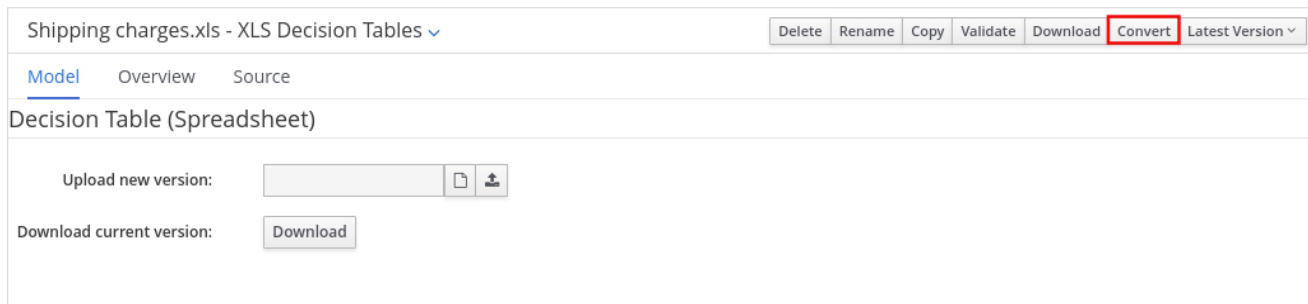 Shipping charges.xls - XLS Decision Tables
Delete Rename Copy Validate Download Convert Latest Version
Model Overview Source
Decision Table (Spreadsheet)
Upload new version:
Download current version: Download